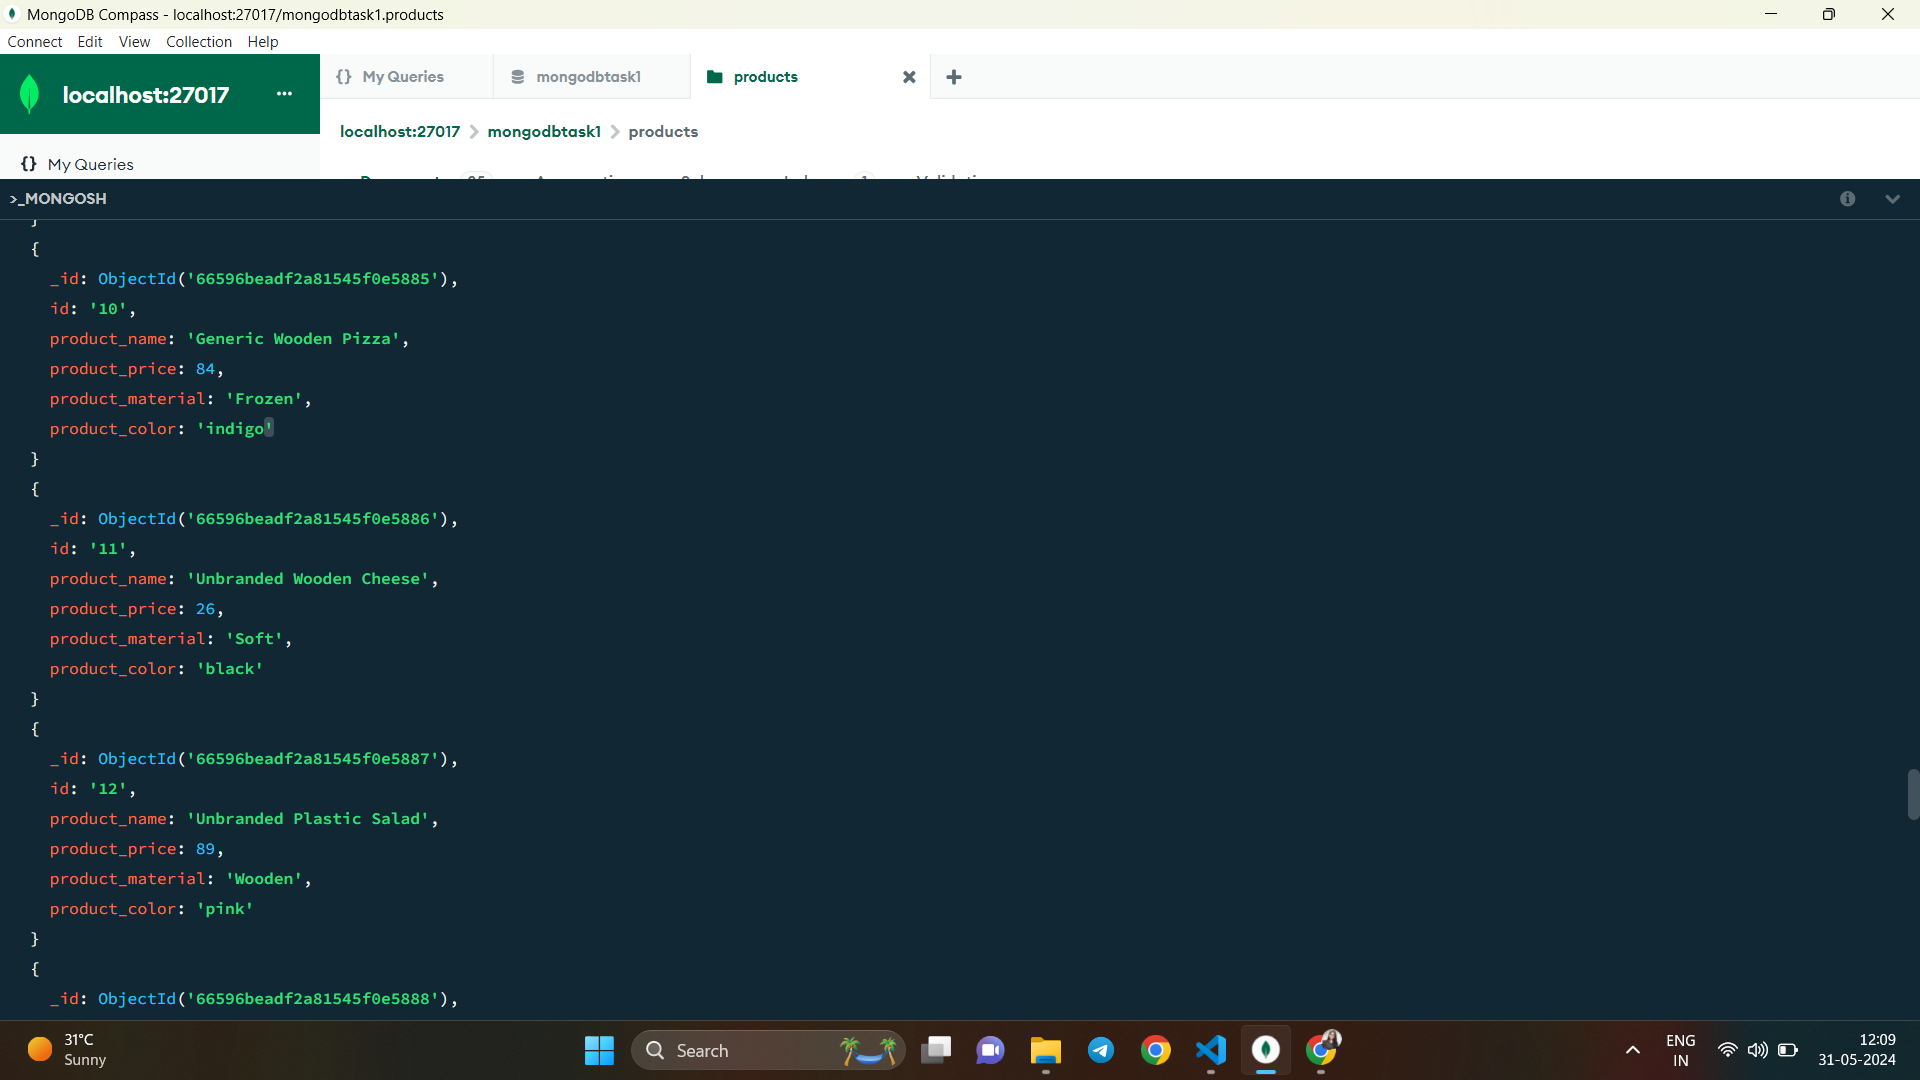 MongoDB Compass - localhost:27017/mongodbtask1.products
Connect Edit View Collection Help
localhost:27017 ...
{} My Queries mongodbtask1 products
localhost:27017 > mongodbtask1 > products
{} My Queries
>_MONGOSH
}
{
_id: ObjectId('66596beadf2a81545f0e5885'),
id: '10',
product_name: 'Generic Wooden Pizza',
product_price: 84,
product_material: 'Frozen',
product_color: 'indigo'
}
{
_id: ObjectId('66596beadf2a81545f0e5886'),
id: '11',
product_name: 'Unbranded Wooden Cheese',
product_price: 26,
product_material: 'Soft',
product_color: 'black'
}
{
_id: ObjectId('66596beadf2a81545f0e5887'),
id: '12',
product_name: 'Unbranded Plastic Salad',
product_price: 89,
product_material: 'Wooden',
product_color: 'pink'
}
{
_id: ObjectId('66596beadf2a81545f0e5888'),
31°C
Sunny
Search
ENG
IN
12:09
31-05-2024